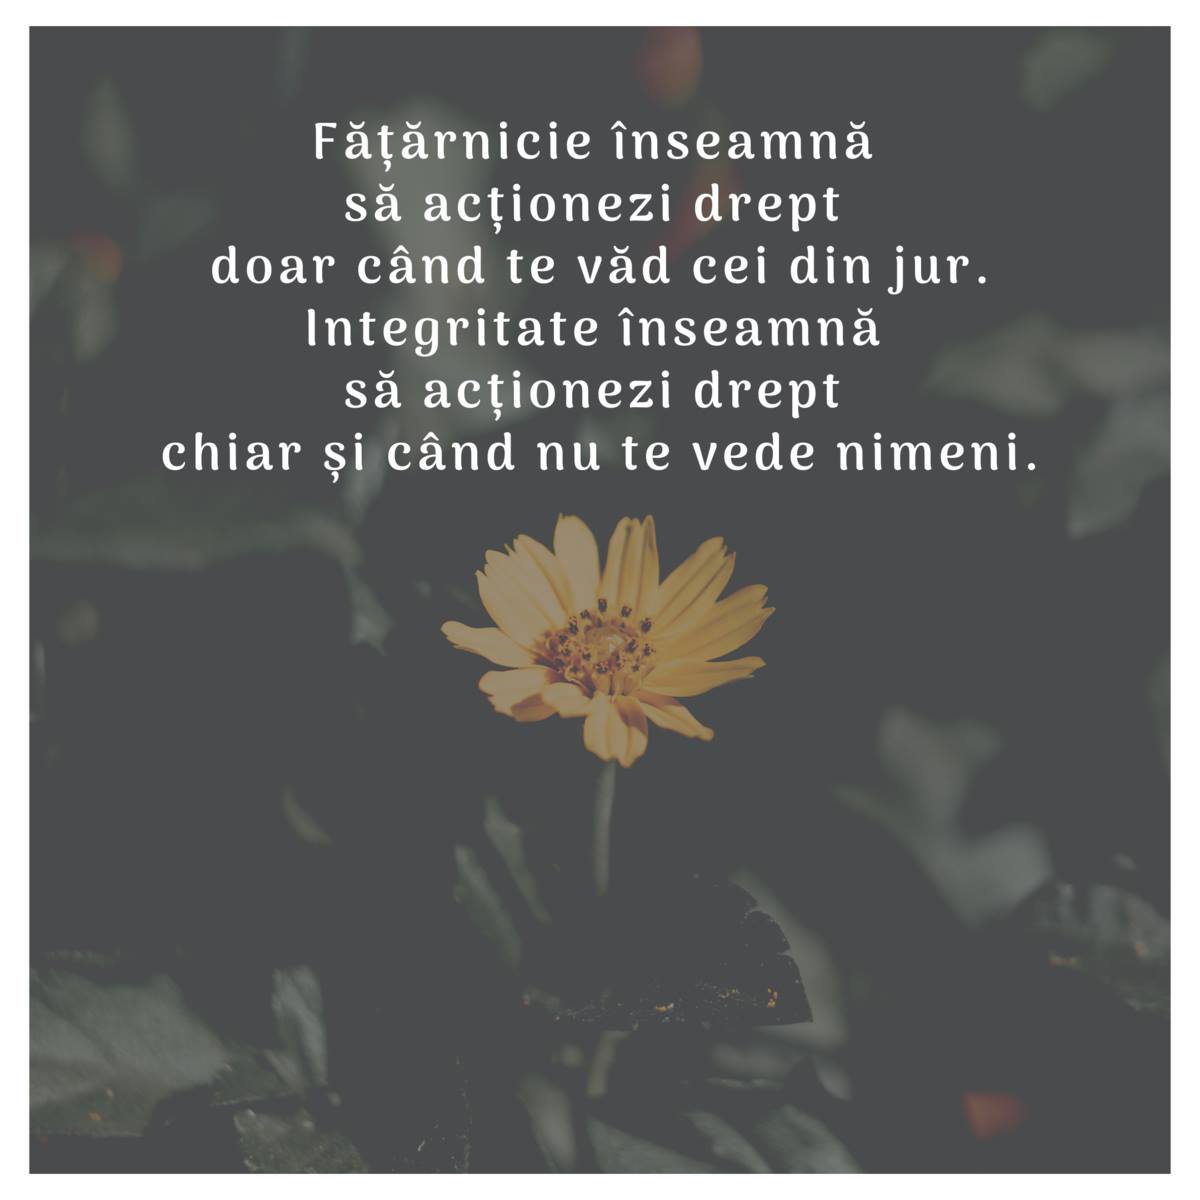 Fățărnicie înseamnă
să acționezi drept
doar când te văd cei din jur.
Integritate înseamnă
să acționezi drept
chiar și când nu te vede nimeni.